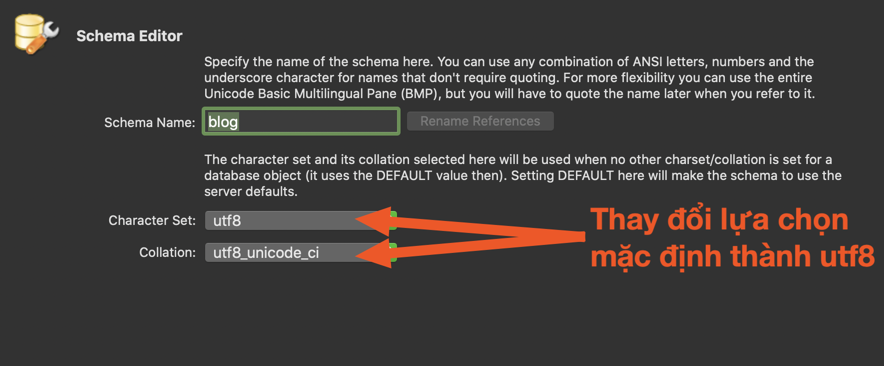 Schema Editor
Specify the name of the schema here. You can use any combination of ANSI letters, numbers and the
underscore character for names that don't require quoting. For more flexibility you can use the entire
Unicode Basic Multilingual Pane (BMP), but you will have to quote the name later when you refer to it.
Schema Name: blog Rename References
The character set and its collation selected here will be used when no other charset/collation is set for a
database object (it uses the DEFAULT value then). Setting DEFAULT here will make the schema to use the
server defaults.
Character Set: utf8
Collation: utf8_unicode_ci
Thay đổi lựa chọn
mặc định thành utf8